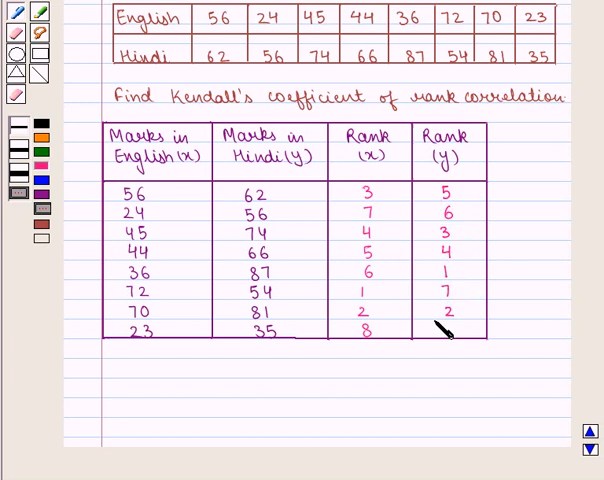 English 56 24 45 44 36 72 70 23
Hindi 62 56 74 66 87 54 81 35
Find Kendall's coefficient of rank correlation.
Marks in English (x) Marks in Hindi (y) Rank (x) Rank (y)
56 62 3 5
24 56 7 6
45 74 4 3
44 66 5 4
36 87 6 1
72 54 1 7
70 81 2 2
23 35 8